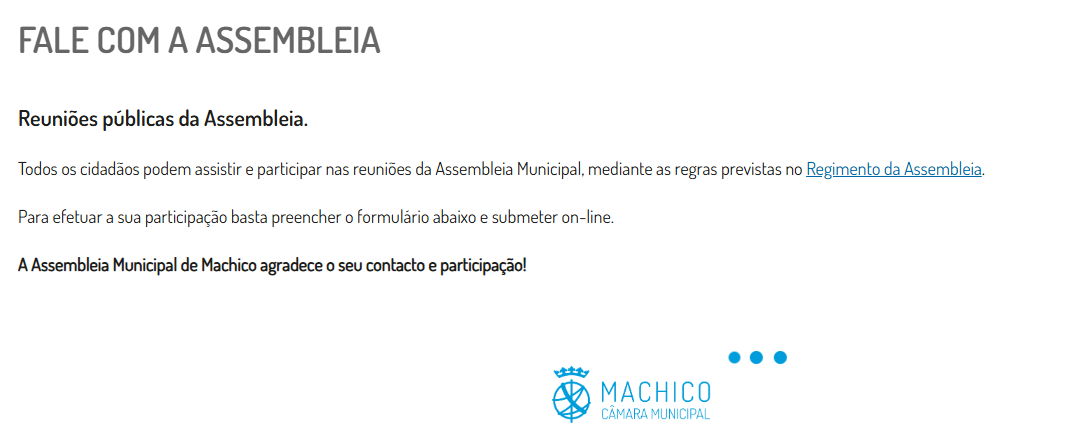 FALE COM A ASSEMBLEIA
Reuniões públicas da Assembleia.
Todos os cidadãos podem assistir e participar nas reuniões da Assembleia Municipal, mediante as regras previstas no Regimento da Assembleia.
Para efetuar a sua participação basta preencher o formulário abaixo e submeter on-line.
A Assembleia Municipal de Machico agradece o seu contacto e participação!
MACHICO
CÂMARA MUNICIPAL